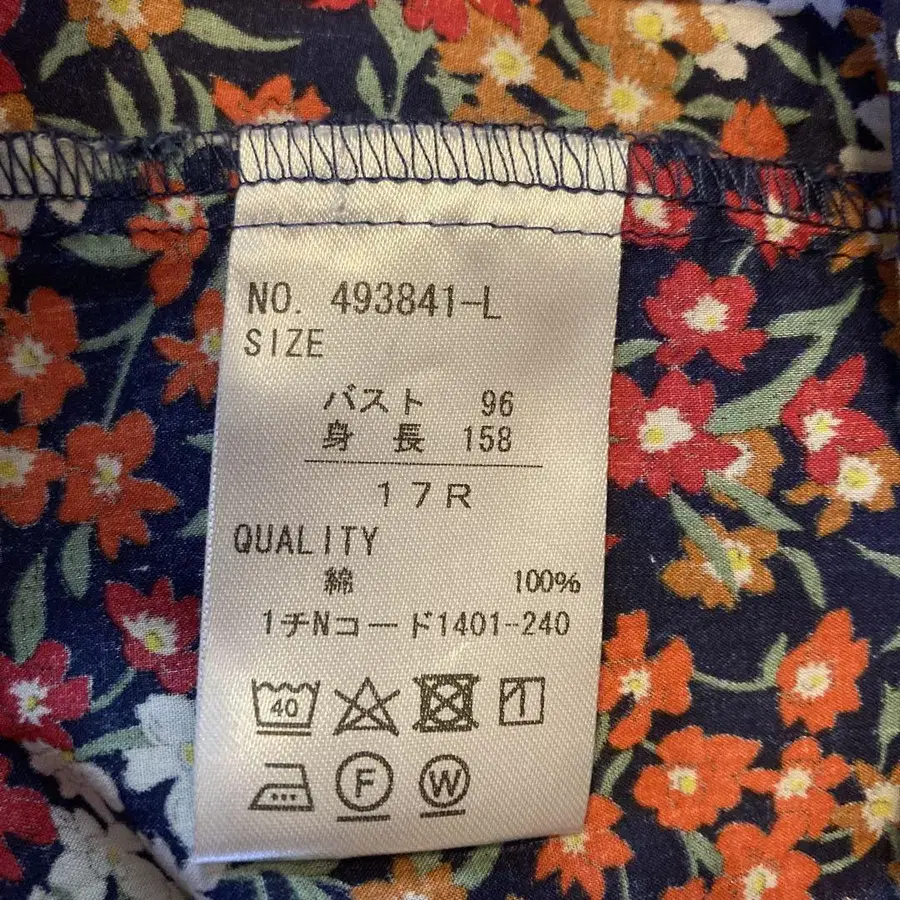 NO. 493841-L
SIZE
バスト 96
身長 158
17R
QUALITY
綿 100%
1チNコード1401-240
40
F W